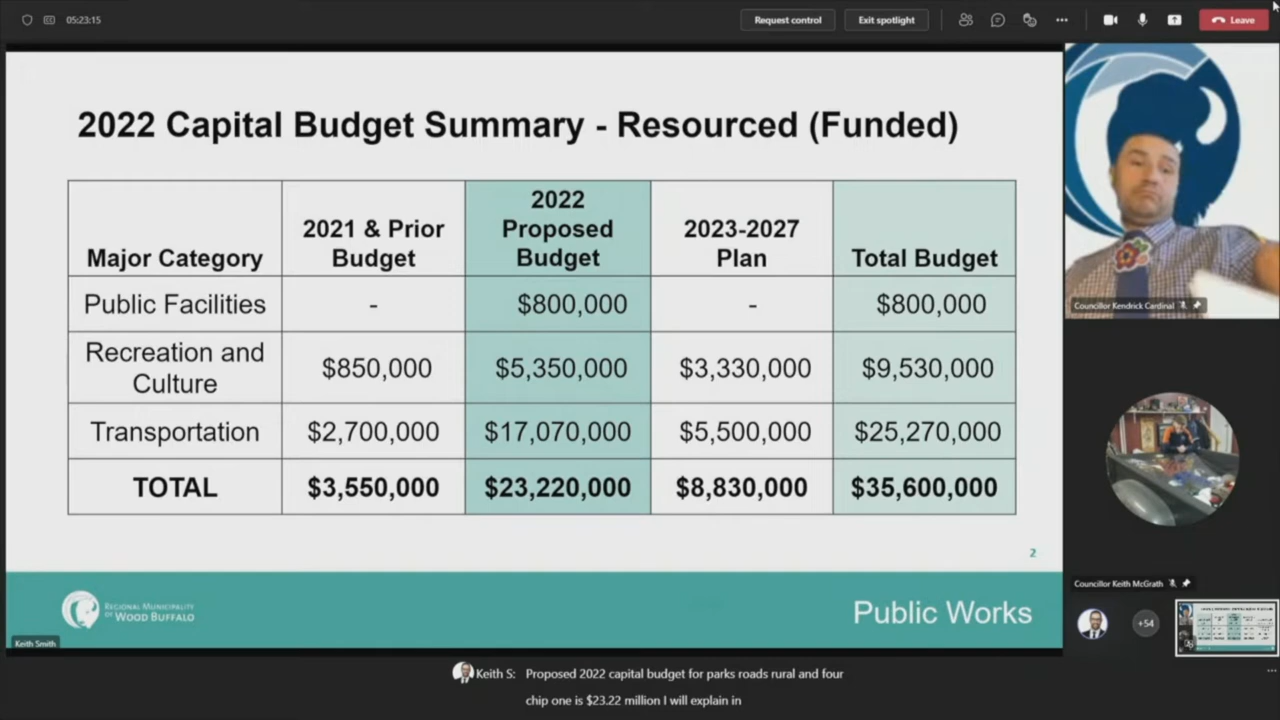 05:23:15
Request control
Exit spotlight
Leave
2022 Capital Budget Summary - Resourced (Funded)
Major Category 2021 & Prior Budget 2022 Proposed Budget 2023-2027 Plan Total Budget
Public Facilities - $800,000 - $800,000
Recreation and Culture $850,000 $5,350,000 $3,330,000 $9,530,000
Transportation $2,700,000 $17,070,000 $5,500,000 $25,270,000
TOTAL $3,550,000 $23,220,000 $8,830,000 $35,600,000
2
REGIONAL MUNICIPALITY
OF WOOD BUFFALO
Public Works
Keith Smith
Councillor Kendrick Cardinal
Councillor Keith McGrath
+54
Keith S: Proposed 2022 capital budget for parks roads rural and four
chip one is $23.22 million I will explain in